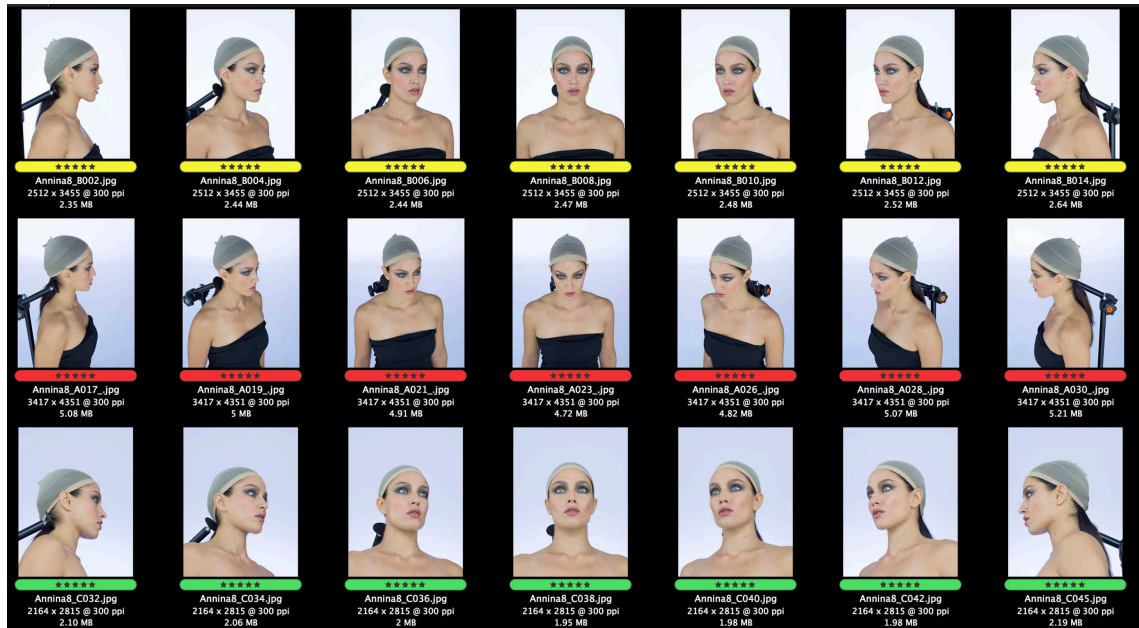 ★★★★★ ★★★★★ ★★★★★ ★★★★★ ★★★★★ ★★★★★ ★★★★★
Annina8_B002.jpg Annina8_B004.jpg Annina8_B006.jpg Annina8_B008.jpg Annina8_B010.jpg Annina8_B012.jpg Annina8_B014.jpg
2512 x 3455 @ 300 ppi 2512 x 3455 @ 300 ppi 2512 x 3455 @ 300 ppi 2512 x 3455 @ 300 ppi 2512 x 3455 @ 300 ppi 2512 x 3455 @ 300 ppi 2512 x 3455 @ 300 ppi
2.35 MB 2.44 MB 2.44 MB 2.47 MB 2.48 MB 2.52 MB 2.64 MB
★★★★★ ★★★★★ ★★★★★ ★★★★★ ★★★★★ ★★★★★ ★★★★★
Annina8_A017_.jpg Annina8_A019_.jpg Annina8_A021_.jpg Annina8_A023_.jpg Annina8_A026_.jpg Annina8_A028_.jpg Annina8_A030_.jpg
3417 x 4351 @ 300 ppi 3417 x 4351 @ 300 ppi 3417 x 4351 @ 300 ppi 3417 x 4351 @ 300 ppi 3417 x 4351 @ 300 ppi 3417 x 4351 @ 300 ppi 3417 x 4351 @ 300 ppi
5.08 MB 5 MB 4.91 MB 4.72 MB 4.82 MB 5.07 MB 5.21 MB
★★★★★ ★★★★★ ★★★★★ ★★★★★ ★★★★★ ★★★★★ ★★★★★
Annina8_C032.jpg Annina8_C034.jpg Annina8_C036.jpg Annina8_C038.jpg Annina8_C040.jpg Annina8_C042.jpg Annina8_C045.jpg
2164 x 2815 @ 300 ppi 2164 x 2815 @ 300 ppi 2164 x 2815 @ 300 ppi 2164 x 2815 @ 300 ppi 2164 x 2815 @ 300 ppi 2164 x 2815 @ 300 ppi 2164 x 2815 @ 300 ppi
2.10 MB 2.06 MB 2 MB 1.95 MB 1.98 MB 1.98 MB 2.19 MB